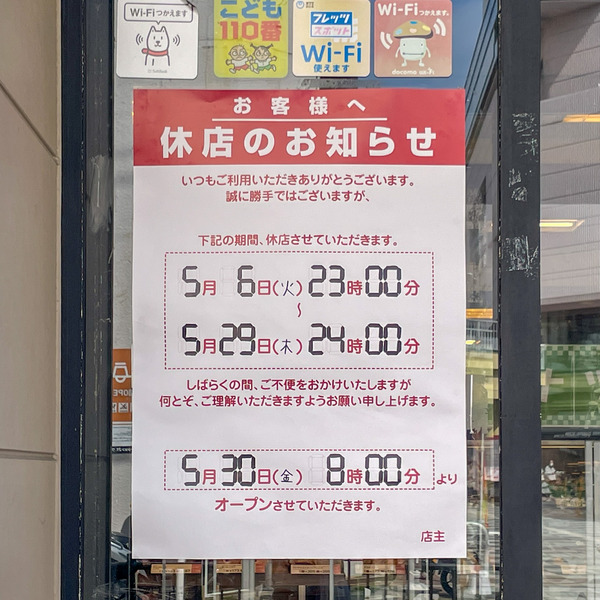 Wi-Fiつかえます
SoftBank
こども
110番
フレッツ
スポット
Wi-Fi
使えます
Wi-Fiつかえます。
お客様へ
休店のお知らせ
いつもご利用いただきありがとうございます。
誠に勝手ではございますが、
下記の期間、休店させていただきます。
5月 6日(火) 23時00分
～
5月29日(木) 24時00分
しばらくの間、ご不便をおかけいたしますが
何とぞ、ご理解いただきますようお願い申し上げます。
5月30日(金) 8時00分より
オープンさせていただきます。
店主